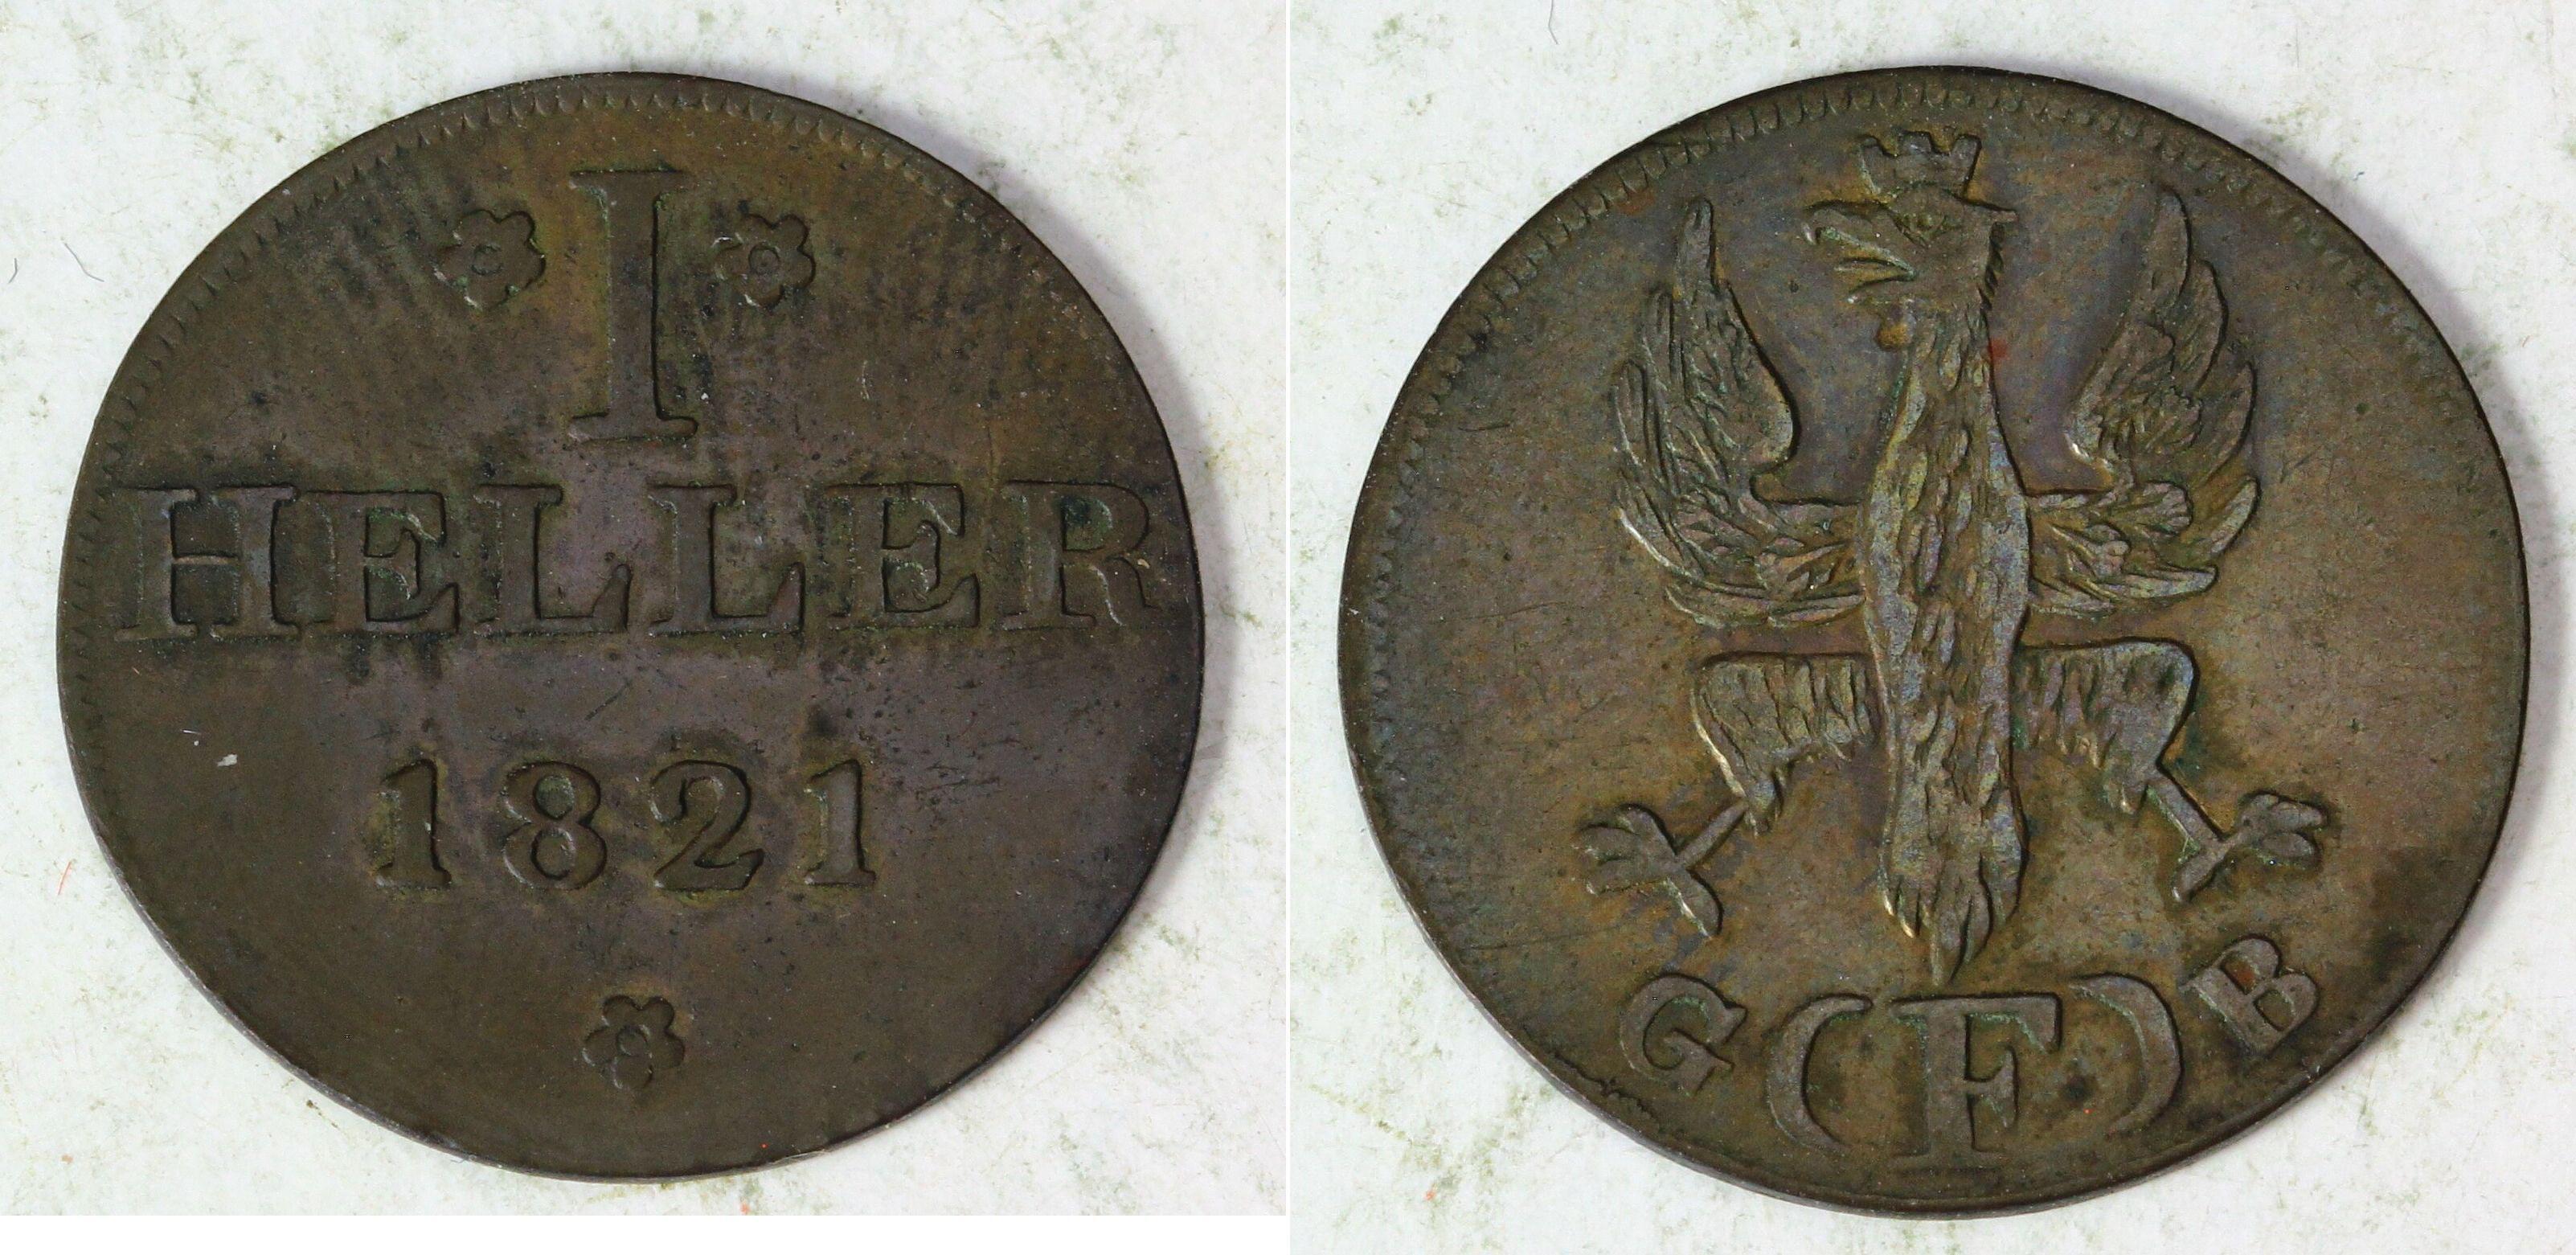 I
HELLER
1821
G (F) B